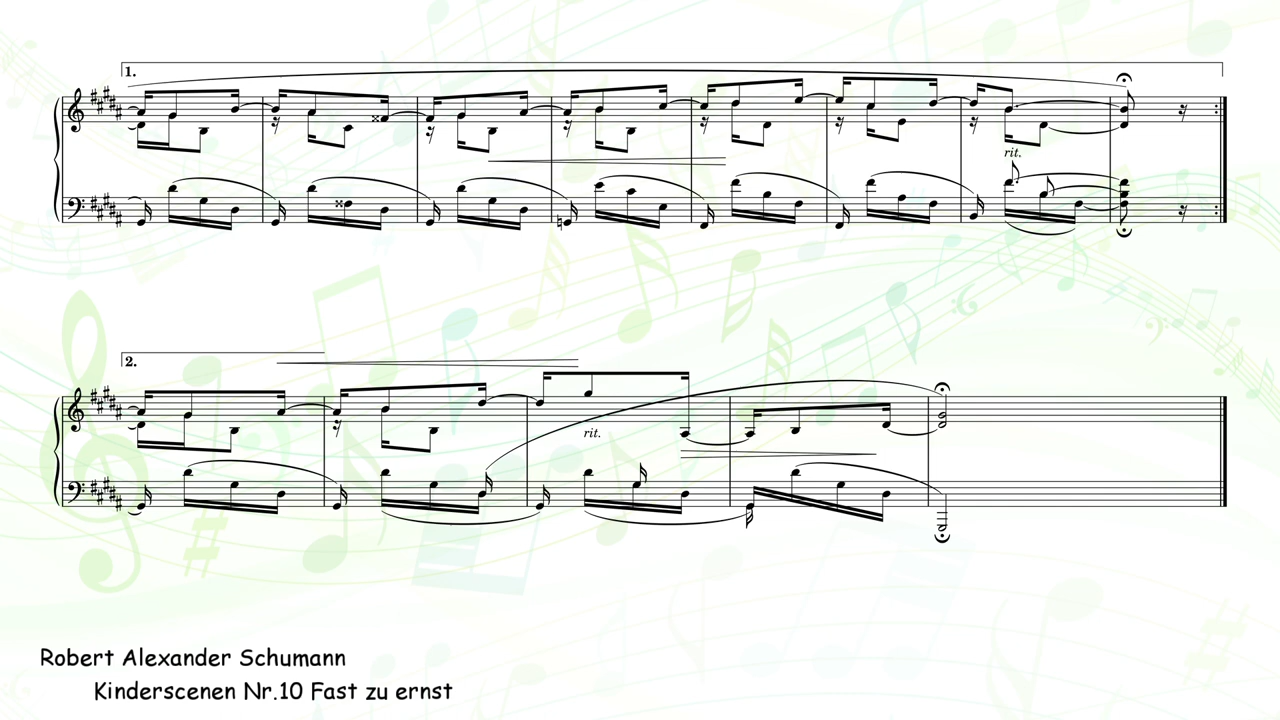 1.
rit.
2.
rit.
Robert Alexander Schumann
Kinderscenen Nr.10 Fast zu ernst